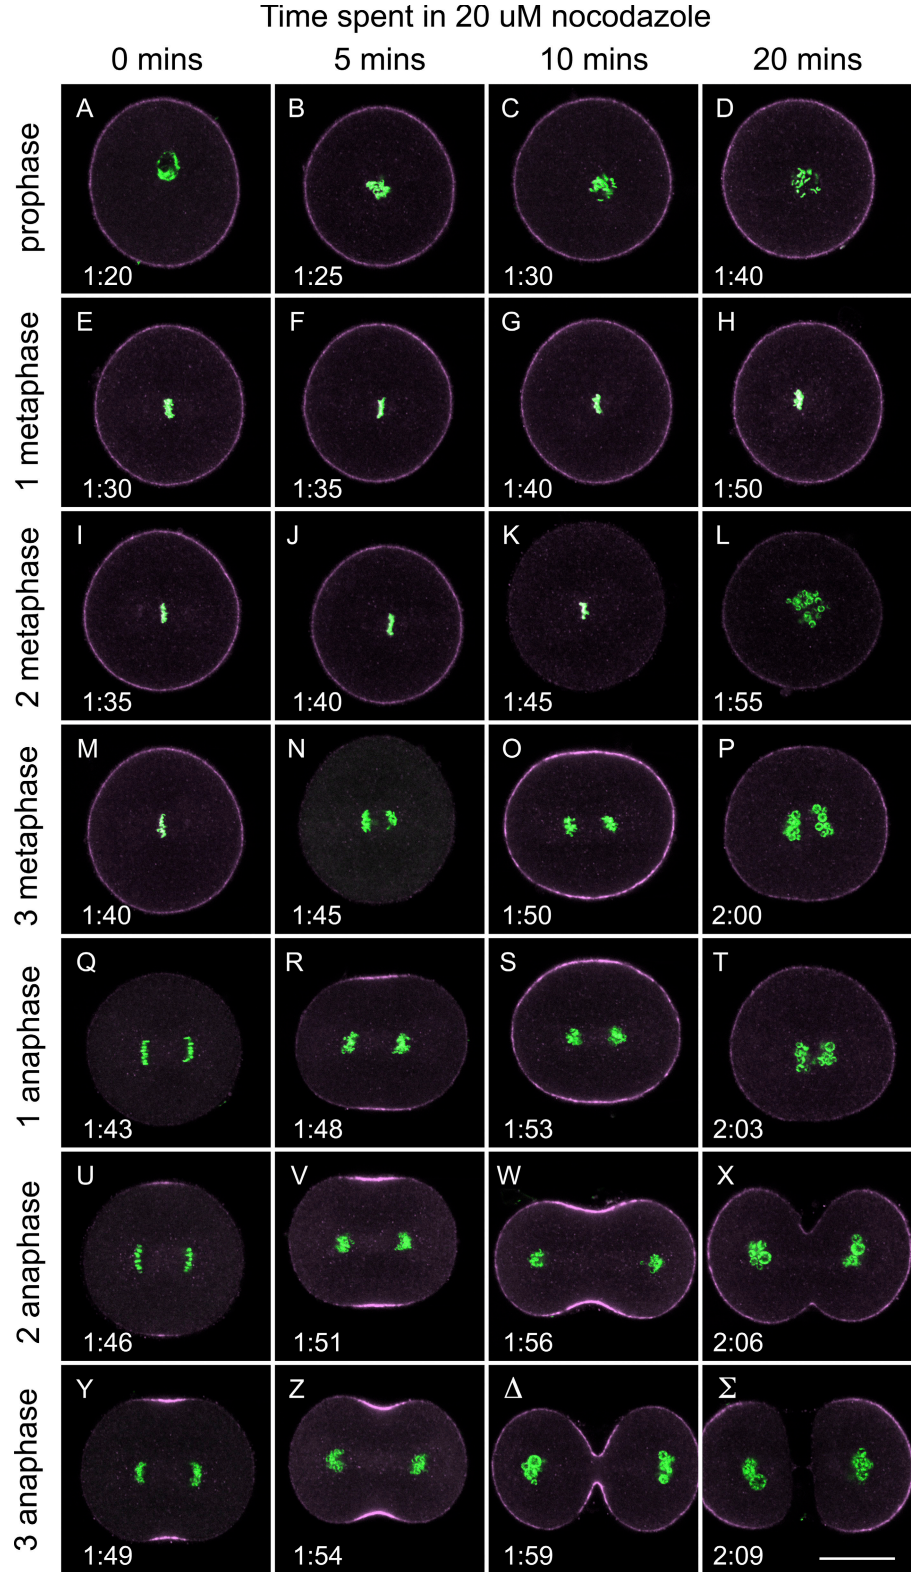 Time spent in 20 uM nocodazole
0 mins 5 mins 10 mins 20 mins
prophase
A B C D
1:20 1:25 1:30 1:40
1 metaphase
E F G H
1:30 1:35 1:40 1:50
2 metaphase
I J K L
1:35 1:40 1:45 1:55
3 metaphase
M N O P
1:40 1:45 1:50 2:00
1 anaphase
Q R S T
1:43 1:48 1:53 2:03
2 anaphase
U V W X
1:46 1:51 1:56 2:06
3 anaphase
Y Z Δ Σ
1:49 1:54 1:59 2:09